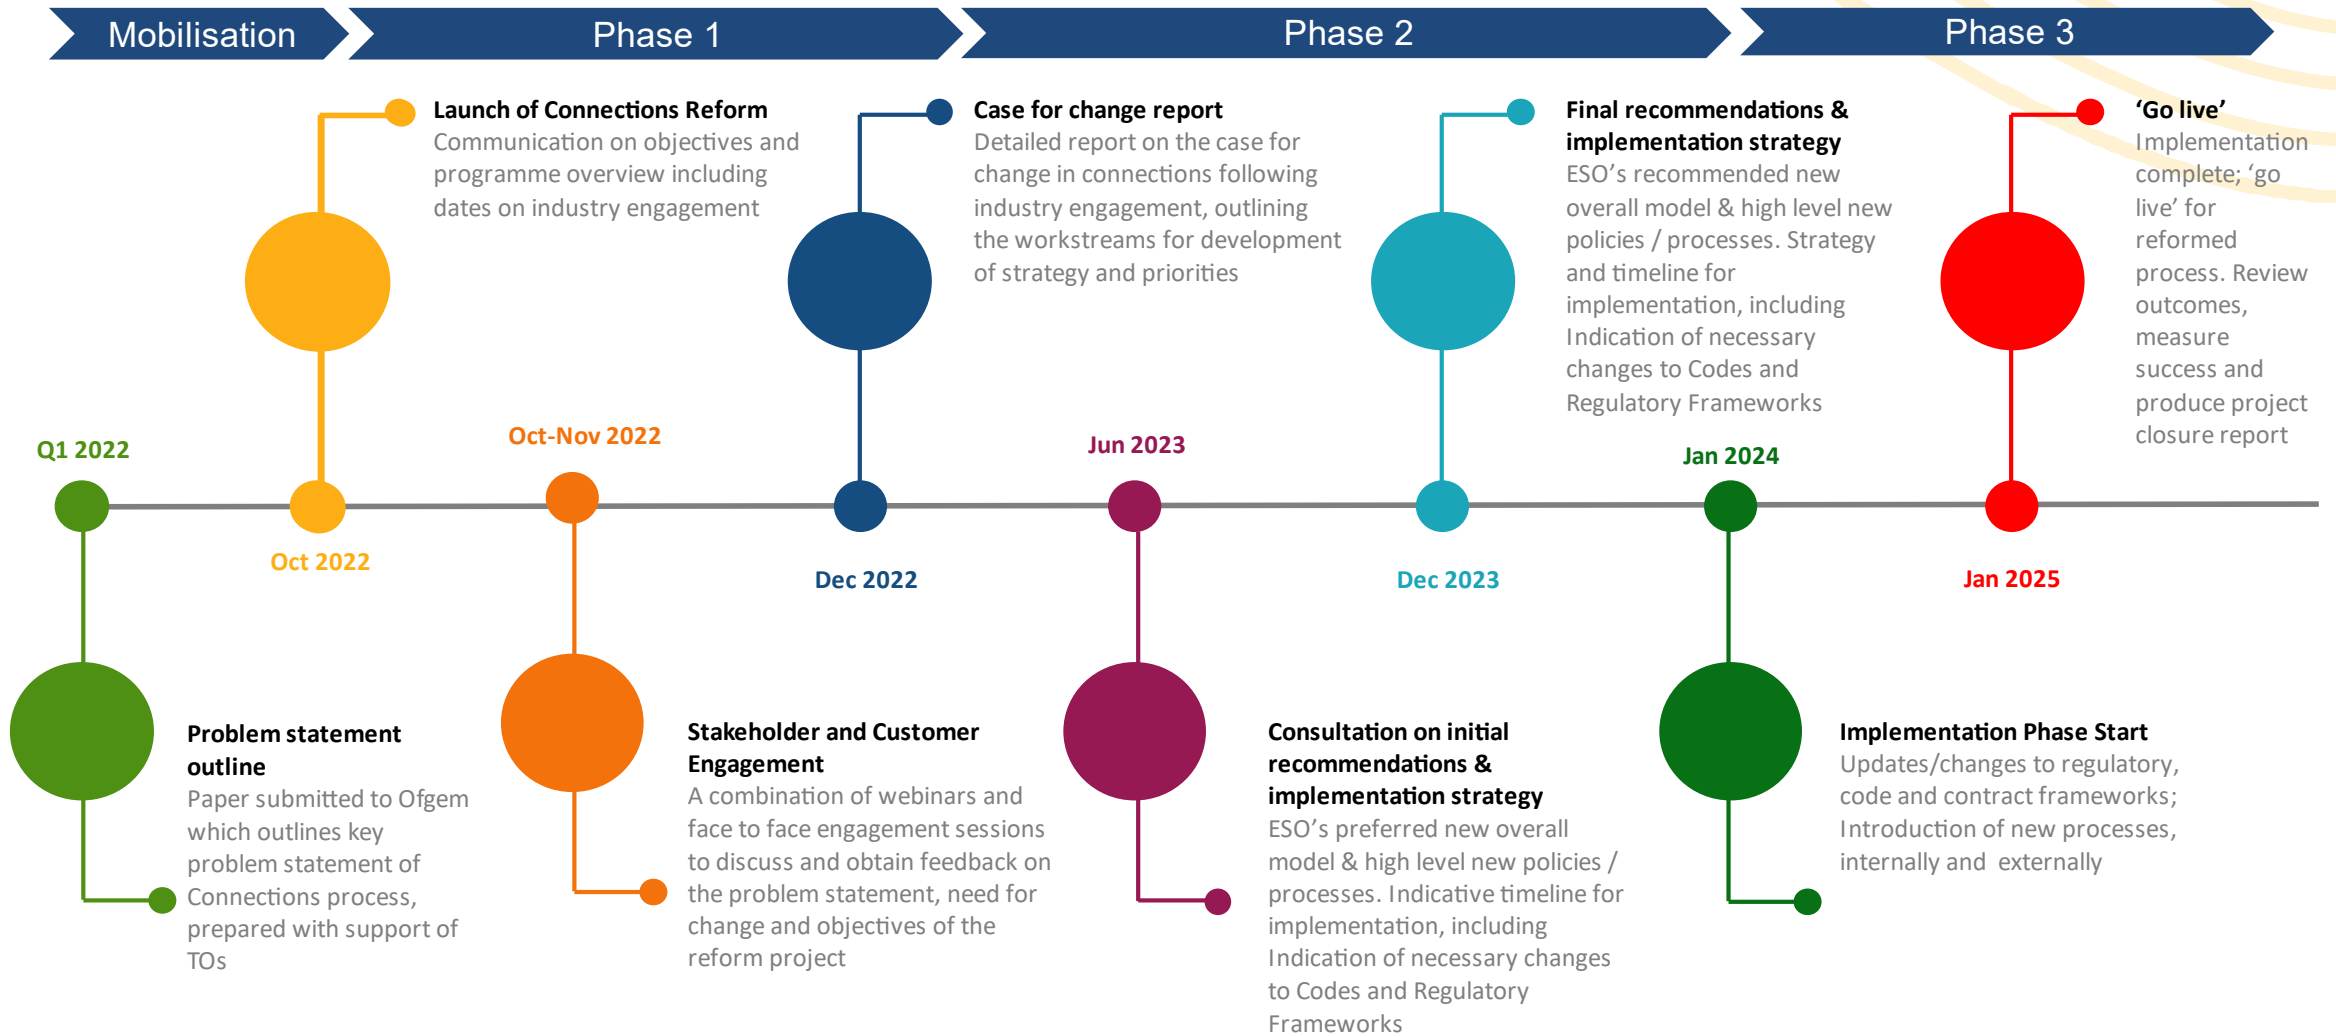 Mobilisation
Phase 1
Phase 2
Phase 3
Launch of Connections Reform
Communication on objectives and
programme overview including
dates on industry engagement
Case for change report
Detailed report on the case for
change in connections following
industry engagement, outlining
the workstreams for development
of strategy and priorities
Final recommendations &
implementation strategy
ESO’s recommended new
overall model & high level new
policies / processes. Strategy
and timeline for
implementation, including
Indication of necessary
changes to Codes and
Regulatory Frameworks
‘Go live’
Implementation
complete; ‘go
live’ for
reformed
process. Review
outcomes,
measure
success and
produce project
closure report
Q1 2022
Oct-Nov 2022
Jun 2023
Jan 2024
Oct 2022
Dec 2022
Dec 2023
Jan 2025
Problem statement
outline
Paper submitted to Ofgem
which outlines key
problem statement of
Connections process,
prepared with support of
TOs
Stakeholder and Customer
Engagement
A combination of webinars and
face to face engagement sessions
to discuss and obtain feedback on
the problem statement, need for
change and objectives of the
reform project
Consultation on initial
recommendations &
implementation strategy
ESO’s preferred new overall
model & high level new policies /
processes. Indicative timeline for
implementation, including
Indication of necessary changes
to Codes and Regulatory
Frameworks
Implementation Phase Start
Updates/changes to regulatory,
code and contract frameworks;
Introduction of new processes,
internally and  externally